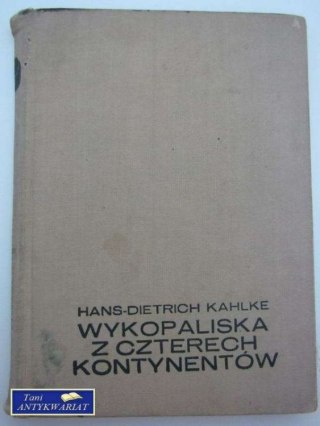 HANS-DIETRICH KAHLKE
WYKOPALISKA
Z CZTERECH
KONTYNENTÓW
Tani
ANTYKWARIAT